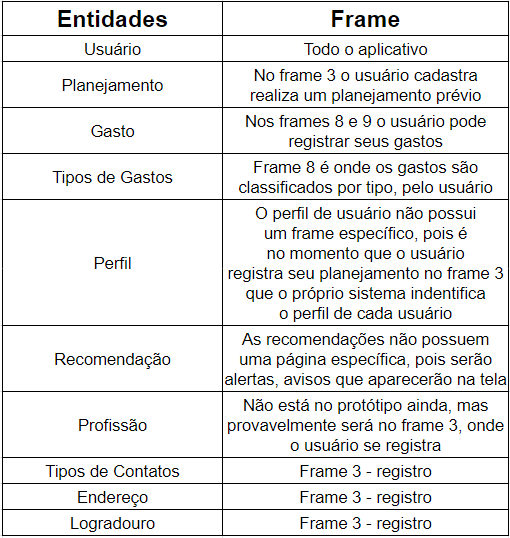 Entidades Frame
Usuário Todo o aplicativo
Planejamento No frame 3 o usuário cadastra
realiza um planejamento prévio
Gasto Nos frames 8 e 9 o usuário pode
registrar seus gastos
Tipos de Gastos Frame 8 é onde os gastos são
classificados por tipo, pelo usuário
Perfil O perfil de usuário não possui
um frame específico, pois é
no momento que o usuário
registra seu planejamento no frame 3
que o próprio sistema indentifica
o perfil de cada usuário
Recomendação As recomendações não possuem
uma página específica, pois serão
alertas, avisos que aparecerão na tela
Profissão Não está no protótipo ainda, mas
provavelmente será no frame 3, onde
o usuário se registra
Tipos de Contatos Frame 3 - registro
Endereço Frame 3 - registro
Logradouro Frame 3 - registro